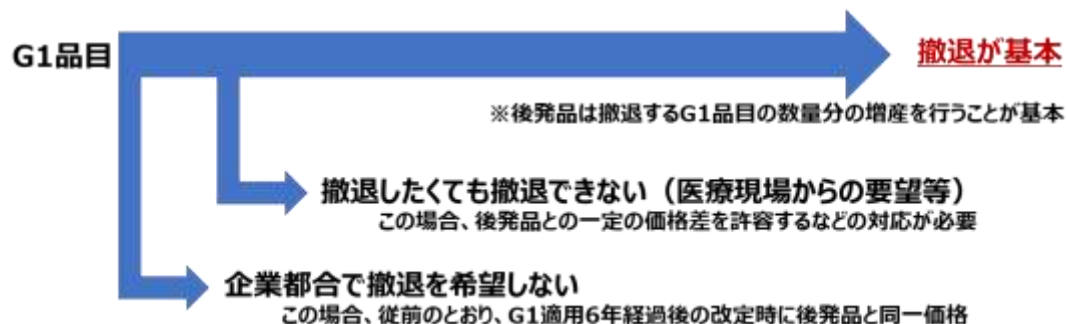 G1品目
撤退が基本
※後発品は撤退するG1品目の数量分の増産を行うことが基本
撤退したくても撤退できない（医療現場からの要望等）
この場合、後発品との一定の価格差を許容するなどの対応が必要
企業都合で撤退を希望しない
この場合、従前のとおり、G1適用6年経過後の改定時に後発品と同一価格